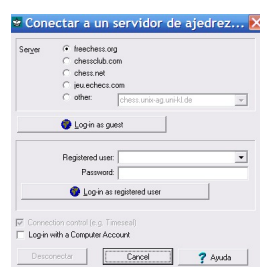 Conectar a un servidor de ajedrez...
Server
freechess.org
chessclub.com
chess.net
jeu.echecs.com
other: chess.unix-ag.uni-kl.de
Log-in as guest
Registered user:
Password:
Log-in as registered user
Connection control (e.g. Timeseal)
Log-in with a Computer Account
Desconectar Cancel ? Ayuda